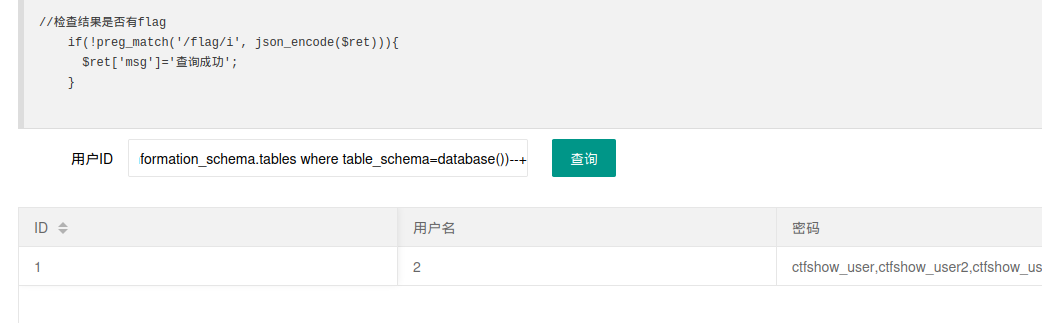 //检查结果是否有flag
if(!preg_match('/flag/i', json_encode($ret))){
$ret['msg']='查询成功';
}
用户ID formation_schema.tables where table_schema=database())--+ 查询
ID 用户名 密码
1 2 ctfshow_user,ctfshow_user2,ctfshow_us